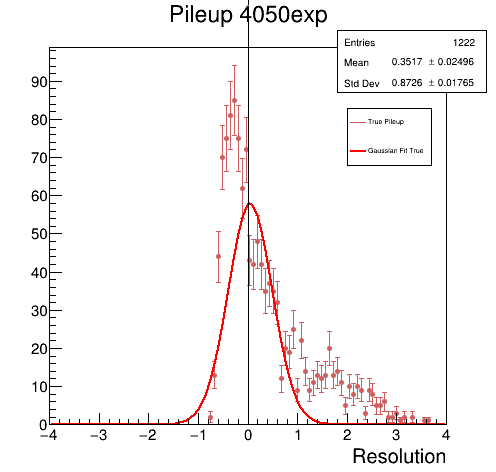 Pileup 4050exp
Entries 1222
Mean 0.3517 ± 0.02496
Std Dev 0.8726 ± 0.01765
True Pileup
Gaussian Fit True
90
80
70
60
50
40
30
20
10
0
−4 −3 −2 −1 0 1 2 3 4
Resolution